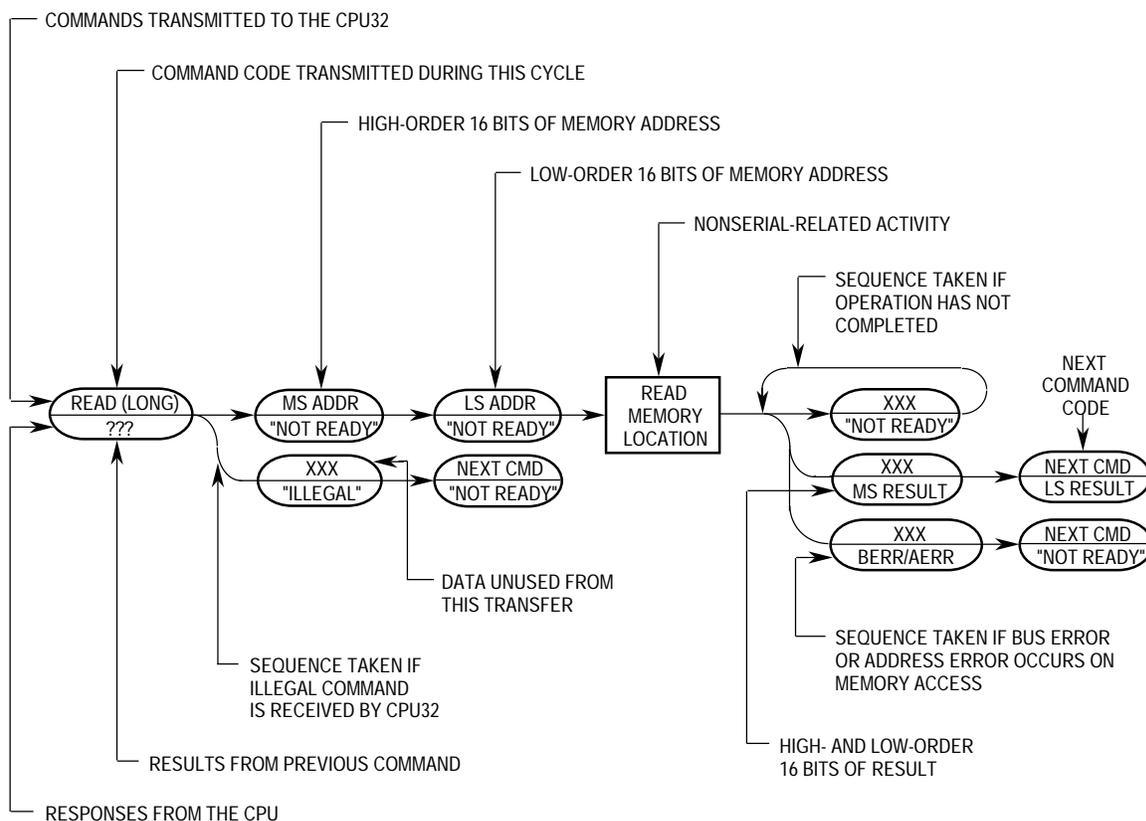 COMMANDS TRANSMITTED TO THE CPU32
COMMAND CODE TRANSMITTED DURING THIS CYCLE
HIGH-ORDER 16 BITS OF MEMORY ADDRESS
LOW-ORDER 16 BITS OF MEMORY ADDRESS
NONSERIAL-RELATED ACTIVITY
SEQUENCE TAKEN IF
OPERATION HAS NOT
COMPLETED
NEXT
COMMAND
CODE
READ (LONG)
???
MS ADDR
"NOT READY"
LS ADDR
"NOT READY"
READ
MEMORY
LOCATION
XXX
"NOT READY"
XXX
"ILLEGAL"
NEXT CMD
"NOT READY"
XXX
MS RESULT
NEXT CMD
LS RESULT
XXX
BERR/AERR
NEXT CMD
"NOT READY"
DATA UNUSED FROM
THIS TRANSFER
SEQUENCE TAKEN IF BUS ERROR
OR ADDRESS ERROR OCCURS ON
MEMORY ACCESS
SEQUENCE TAKEN IF
ILLEGAL COMMAND
IS RECEIVED BY CPU32
HIGH- AND LOW-ORDER
16 BITS OF RESULT
RESULTS FROM PREVIOUS COMMAND
RESPONSES FROM THE CPU